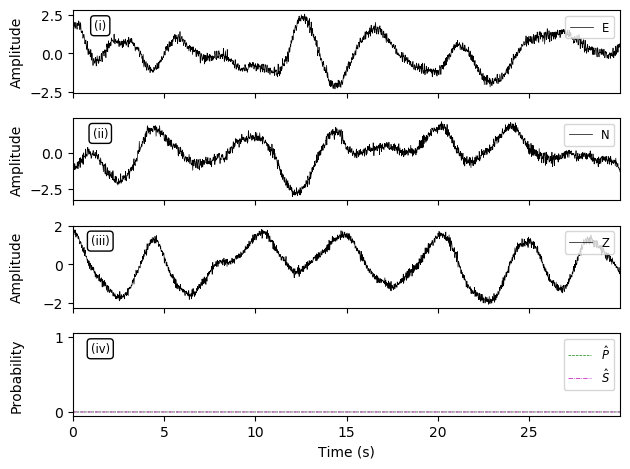 2.5
0.0
−2.5
Amplitude
(i)
E
0.0
−2.5
Amplitude
(ii)
N
2
0
−2
Amplitude
(iii)
Z
1
0
Probability
(iv)
P̂
Ŝ
0 5 10 15 20 25
Time (s)